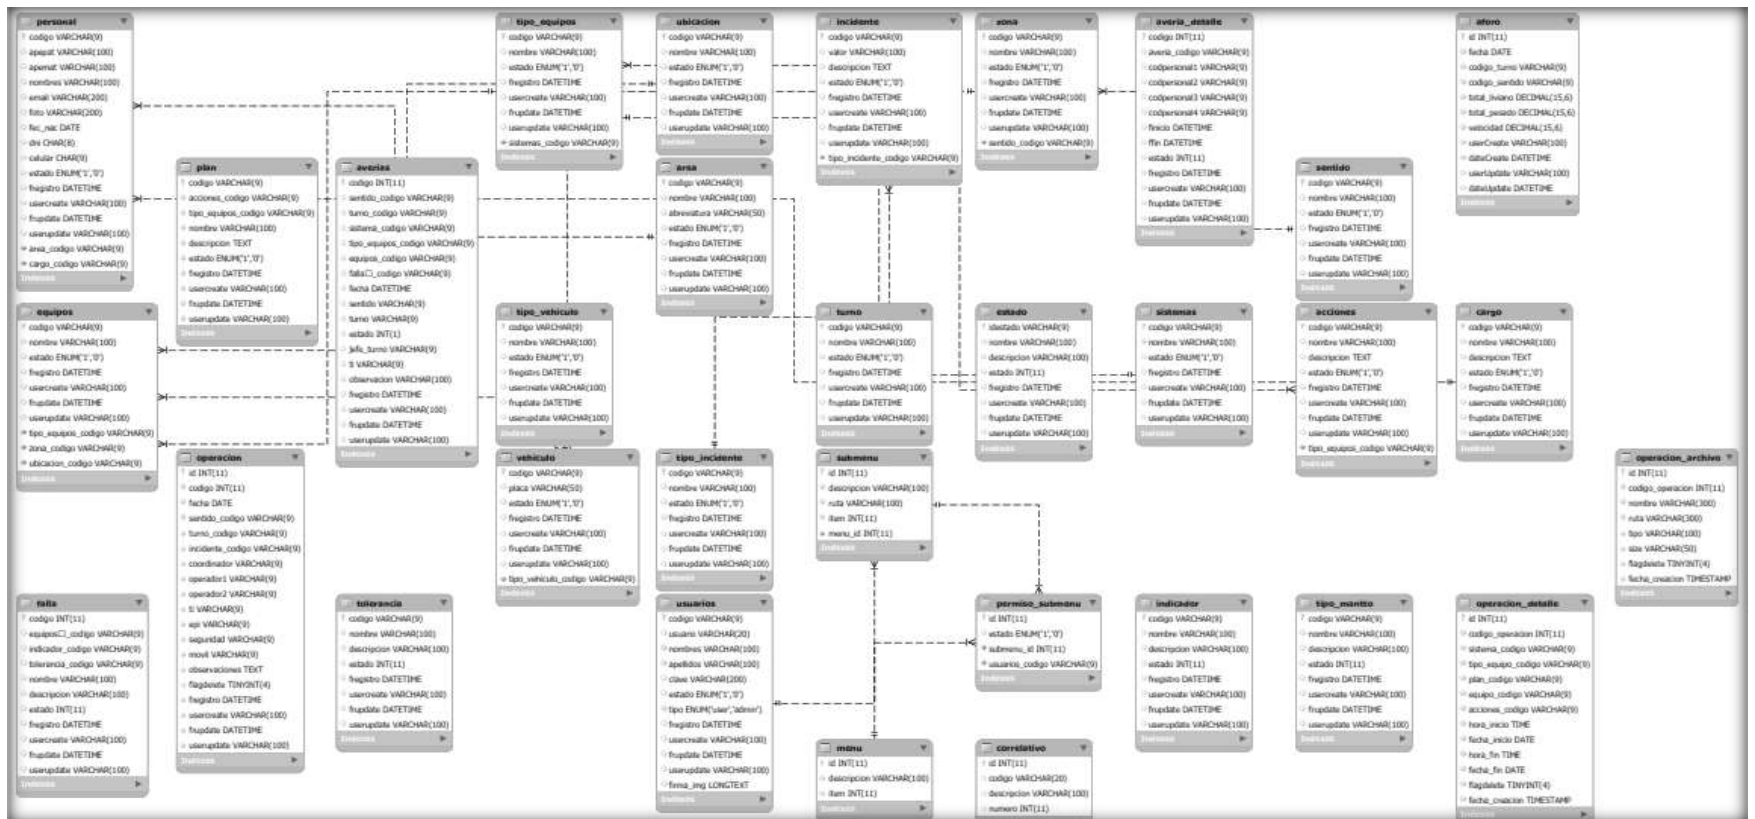 personal
codigo VARCHAR(9)
apepat VARCHAR(100)
apemat VARCHAR(100)
nombres VARCHAR(100)
email VARCHAR(200)
foto VARCHAR(200)
fec_nac DATE
dni CHAR(8)
celular CHAR(9)
estado ENUM('1','0')
fregistro DATETIME
usercreate VARCHAR(100)
frupdate DATETIME
userupdate VARCHAR(100)
area_codigo VARCHAR(9)
cargo_codigo VARCHAR(9)
Indexes
plan
codigo VARCHAR(9)
acciones_codigo VARCHAR(9)
tipo_equipos_codigo VARCHAR(9)
nombre VARCHAR(100)
descripcion TEXT
estado ENUM('1','0')
fregistro DATETIME
usercreate VARCHAR(100)
frupdate DATETIME
userupdate VARCHAR(100)
Indexes
averias
codigo INT(11)
sentido_codigo VARCHAR(9)
turno_codigo VARCHAR(9)
sistema_codigo VARCHAR(9)
tipo_equipos_codigo VARCHAR(9)
equipos_codigo VARCHAR(9)
falla□_codigo VARCHAR(9)
fecha DATETIME
sentido VARCHAR(9)
turno VARCHAR(9)
estado INT(1)
jefe_turno VARCHAR(9)
ti VARCHAR(9)
observacion VARCHAR(100)
fregistro DATETIME
usercreate VARCHAR(100)
frupdate DATETIME
userupdate VARCHAR(100)
Indexes
tipo_equipos
codigo VARCHAR(9)
nombre VARCHAR(100)
estado ENUM('1','0')
fregistro DATETIME
usercreate VARCHAR(100)
frupdate DATETIME
userupdate VARCHAR(100)
sistemas_codigo VARCHAR(9)
Indexes
ubicacion
codigo VARCHAR(9)
nombre VARCHAR(100)
estado ENUM('1','0')
fregistro DATETIME
usercreate VARCHAR(100)
frupdate DATETIME
userupdate VARCHAR(100)
Indexes
area
codigo VARCHAR(9)
nombre VARCHAR(100)
abreviatura VARCHAR(50)
estado ENUM('1','0')
fregistro DATETIME
usercreate VARCHAR(100)
frupdate DATETIME
userupdate VARCHAR(100)
Indexes
incidente
codigo VARCHAR(9)
valor VARCHAR(100)
descripcion TEXT
estado ENUM('1','0')
fregistro DATETIME
usercreate VARCHAR(100)
frupdate DATETIME
userupdate VARCHAR(100)
tipo_incidente_codigo VARCHAR(9)
Indexes
zona
codigo VARCHAR(9)
nombre VARCHAR(100)
estado ENUM('1','0')
fregistro DATETIME
usercreate VARCHAR(100)
frupdate DATETIME
userupdate VARCHAR(100)
sentido_codigo VARCHAR(9)
Indexes
averia_detalle
codigo INT(11)
averia_codigo VARCHAR(9)
codpersonal1 VARCHAR(9)
codpersonal2 VARCHAR(9)
codpersonal3 VARCHAR(9)
codpersonal4 VARCHAR(9)
finicio DATETIME
ffin DATETIME
estado INT(11)
fregistro DATETIME
usercreate VARCHAR(100)
frupdate DATETIME
userupdate VARCHAR(100)
Indexes
sentido
codigo VARCHAR(9)
nombre VARCHAR(100)
estado ENUM('1','0')
fregistro DATETIME
usercreate VARCHAR(100)
frupdate DATETIME
userupdate VARCHAR(100)
Indexes
aforo
id INT(11)
fecha DATE
codigo_turno VARCHAR(9)
codigo_sentido VARCHAR(9)
total_liviano DECIMAL(15,6)
total_pesado DECIMAL(15,6)
velocidad DECIMAL(15,6)
userCreate VARCHAR(100)
dateCreate DATETIME
userUpdate VARCHAR(100)
dateUpdate DATETIME
Indexes
equipos
codigo VARCHAR(9)
nombre VARCHAR(100)
estado ENUM('1','0')
fregistro DATETIME
usercreate VARCHAR(100)
frupdate DATETIME
userupdate VARCHAR(100)
tipo_equipos_codigo VARCHAR(9)
zona_codigo VARCHAR(9)
ubicacion_codigo VARCHAR(9)
Indexes
tipo_vehiculo
codigo VARCHAR(9)
nombre VARCHAR(100)
estado ENUM('1','0')
fregistro DATETIME
usercreate VARCHAR(100)
frupdate DATETIME
userupdate VARCHAR(100)
Indexes
turno
codigo VARCHAR(9)
nombre VARCHAR(100)
estado ENUM('1','0')
fregistro DATETIME
usercreate VARCHAR(100)
frupdate DATETIME
userupdate VARCHAR(100)
estado
idestado VARCHAR(9)
nombre VARCHAR(100)
descripcion VARCHAR(100)
estado INT(11)
fregistro DATETIME
usercreate VARCHAR(100)
frupdate DATETIME
userupdate VARCHAR(100)
Indexes
sistemas
codigo VARCHAR(9)
nombre VARCHAR(100)
estado ENUM('1','0')
fregistro DATETIME
usercreate VARCHAR(100)
frupdate DATETIME
userupdate VARCHAR(100)
Indexes
acciones
codigo VARCHAR(9)
nombre VARCHAR(100)
descripcion TEXT
estado ENUM('1','0')
fregistro DATETIME
usercreate VARCHAR(100)
frupdate DATETIME
userupdate VARCHAR(100)
tipo_equipos_codigo VARCHAR(9)
Indexes
cargo
codigo VARCHAR(9)
nombre VARCHAR(100)
descripcion TEXT
estado ENUM('1','0')
fregistro DATETIME
usercreate VARCHAR(100)
frupdate DATETIME
userupdate VARCHAR(100)
Indexes
operacion
id INT(11)
codigo INT(11)
fecha DATE
sentido_codigo VARCHAR(9)
turno_codigo VARCHAR(9)
incidente_codigo VARCHAR(9)
coordinador VARCHAR(9)
operador1 VARCHAR(9)
operador2 VARCHAR(9)
ti VARCHAR(9)
epi VARCHAR(9)
seguridad VARCHAR(9)
movil VARCHAR(9)
observaciones TEXT
flagdelete TINYINT(4)
fregistro DATETIME
usercreate VARCHAR(100)
frupdate DATETIME
userupdate VARCHAR(100)
Indexes
vehiculo
codigo VARCHAR(9)
placa VARCHAR(50)
estado ENUM('1','0')
fregistro DATETIME
usercreate VARCHAR(100)
frupdate DATETIME
userupdate VARCHAR(100)
tipo_vehiculo_codigo VARCHAR(9)
Indexes
tipo_incidente
codigo VARCHAR(9)
nombre VARCHAR(100)
estado ENUM('1','0')
fregistro DATETIME
usercreate VARCHAR(100)
frupdate DATETIME
userupdate VARCHAR(100)
Indexes
submenu
id INT(11)
descripcion VARCHAR(100)
ruta VARCHAR(100)
item INT(11)
menu_id INT(11)
Indexes
operacion_archivo
id INT(11)
codigo_operacion INT(11)
nombre VARCHAR(300)
ruta VARCHAR(300)
tipo VARCHAR(100)
size VARCHAR(50)
flagdelete TINYINT(4)
fecha_creacion TIMESTAMP
Indexes
falla
codigo INT(11)
equipos□_codigo VARCHAR(9)
indicador_codigo VARCHAR(9)
tolerancia_codigo VARCHAR(9)
nombre VARCHAR(100)
descripcion VARCHAR(100)
estado INT(11)
fregistro DATETIME
usercreate VARCHAR(100)
frupdate DATETIME
userupdate VARCHAR(100)
Indexes
tolerancia
codigo VARCHAR(9)
nombre VARCHAR(100)
descripcion VARCHAR(100)
estado INT(11)
fregistro DATETIME
usercreate VARCHAR(100)
frupdate DATETIME
userupdate VARCHAR(100)
Indexes
usuarios
codigo VARCHAR(9)
usuario VARCHAR(20)
nombres VARCHAR(100)
apellidos VARCHAR(100)
clave VARCHAR(200)
estado ENUM('1','0')
tipo ENUM('user','admin')
fregistro DATETIME
usercreate VARCHAR(100)
frupdate DATETIME
userupdate VARCHAR(100)
firma_img LONGTEXT
Indexes
permiso_submenu
id INT(11)
estado ENUM('1','0')
submenu_id INT(11)
usuarios_codigo VARCHAR(9)
Indexes
indicador
codigo VARCHAR(9)
nombre VARCHAR(100)
descripcion VARCHAR(100)
estado INT(11)
fregistro DATETIME
usercreate VARCHAR(100)
frupdate DATETIME
userupdate VARCHAR(100)
Indexes
tipo_mantto
codigo VARCHAR(9)
nombre VARCHAR(100)
descripcion VARCHAR(100)
estado INT(11)
fregistro DATETIME
usercreate VARCHAR(100)
frupdate DATETIME
userupdate VARCHAR(100)
Indexes
operacion_detalle
id INT(11)
codigo_operacion INT(11)
sistema_codigo VARCHAR(9)
tipo_equipo_codigo VARCHAR(9)
plan_codigo VARCHAR(9)
equipo_codigo VARCHAR(9)
acciones_codigo VARCHAR(9)
hora_inicio TIME
fecha_inicio DATE
hora_fin TIME
fecha_fin DATE
flagdelete TINYINT(4)
fecha_creacion TIMESTAMP
Indexes
menu
id INT(11)
descripcion VARCHAR(100)
item INT(11)
Indexes
correlativo
id INT(11)
codigo VARCHAR(20)
descripcion VARCHAR(100)
numero INT(11)